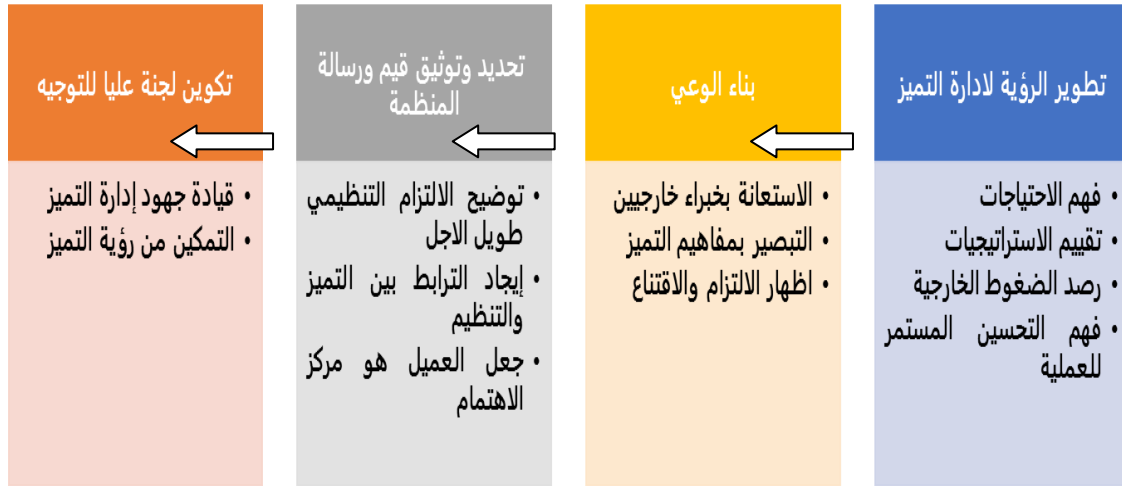 تطوير الرؤية لادارة التميز
• فهم الاحتياجات
• تقييم الاستراتيجيات
• رصد الضغوط الخارجية
• فهم التحسين المستمر
للعملية
بناء الوعي
• الاستعانة بخبراء خارجيين
• التبصير بمفاهيم التميز
• اظهار الالتزام والاقتناع
تحديد وتوثيق قيم ورسالة
المنظمة
• توضيح الالتزام التنظيمي
طويل الاجل
• إيجاد الترابط بين التميز
والتنظيم
• جعل العميل هو مركز
الاهتمام
تكوين لجنة عليا للتوجيه
• قيادة جهود إدارة التميز
• التمكين من رؤية التميز